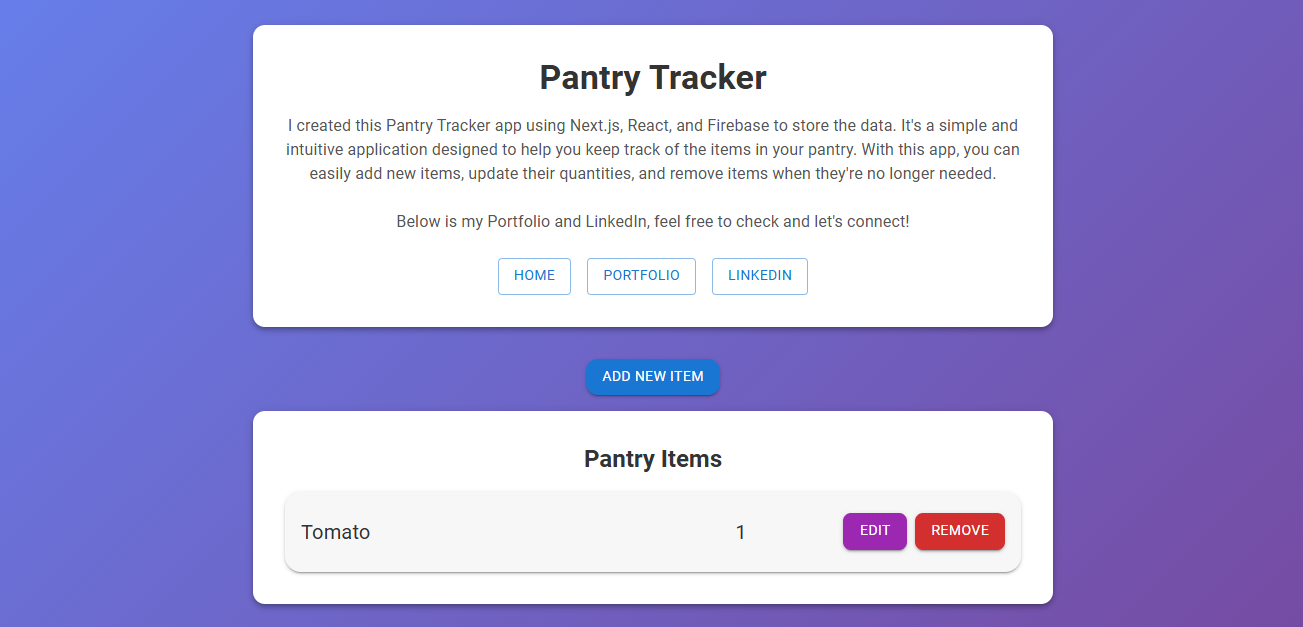 Pantry Tracker
I created this Pantry Tracker app using Next.js, React, and Firebase to store the data. It's a simple and
intuitive application designed to help you keep track of the items in your pantry. With this app, you can
easily add new items, update their quantities, and remove items when they're no longer needed.
Below is my Portfolio and LinkedIn, feel free to check and let's connect!
HOME PORTFOLIO LINKEDIN
ADD NEW ITEM
Pantry Items
Tomato 1 EDIT REMOVE